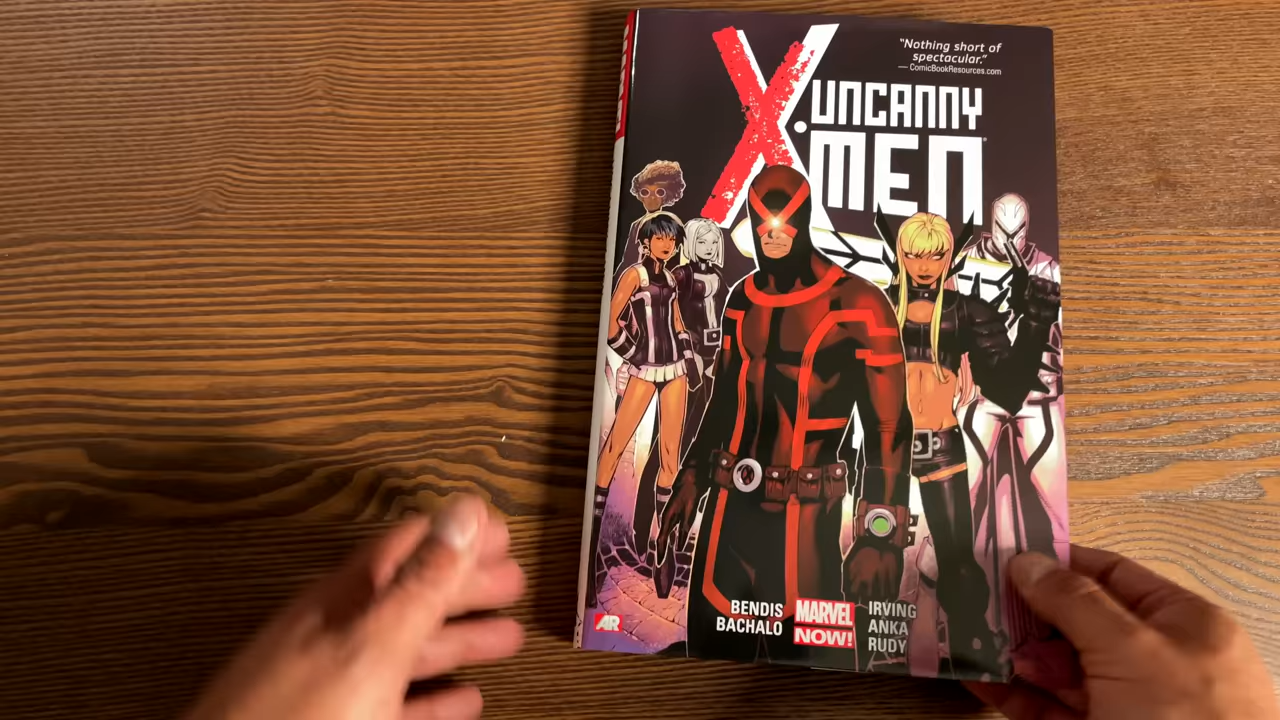 "Nothing short of
spectacular."
— ComicBookResources.com
UNCANNY
X-MEN
BENDIS
BACHALO
MARVEL
NOW!
IRVING
ANKA
RUDY
AR